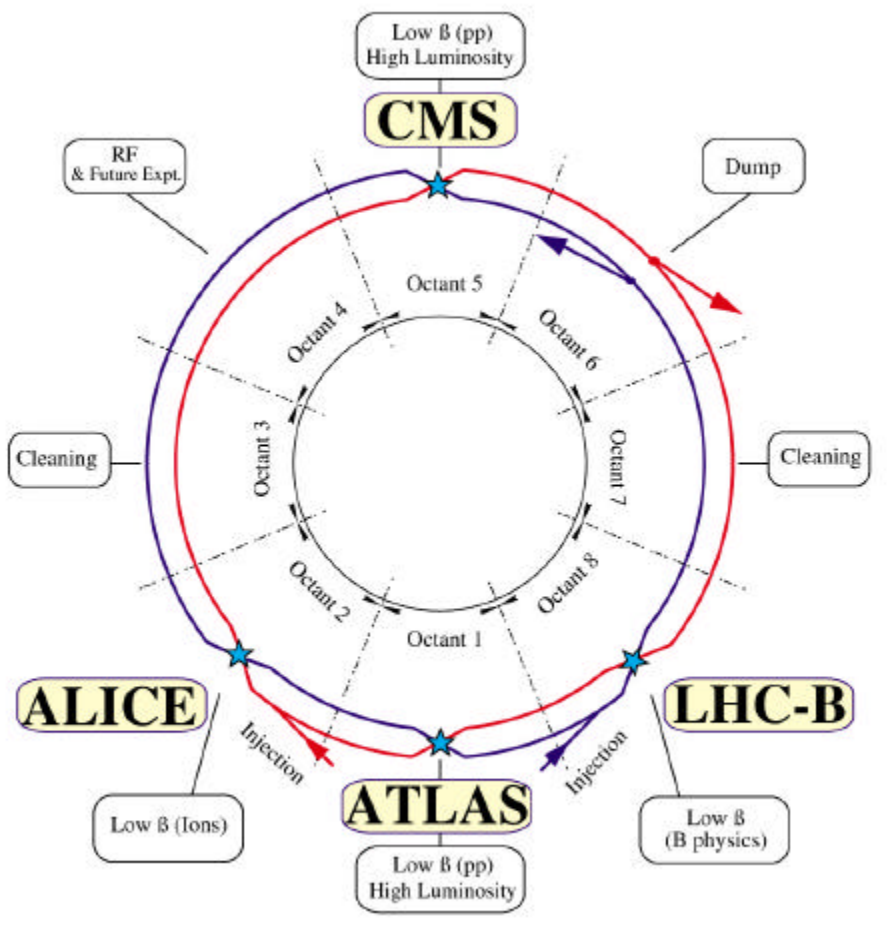 Low ß (pp)
High Luminosity
CMS
RF
& Future Expt.
Dump
Octant 5
Octant 4
Octant 6
Cleaning
Octant 3
Octant 7
Cleaning
Octant 2
Octant 8
Octant 1
ALICE
LHC-B
Injection
Injection
ATLAS
Low ß (Ions)
Low ß
(B physics)
Low ß (pp)
High Luminosity